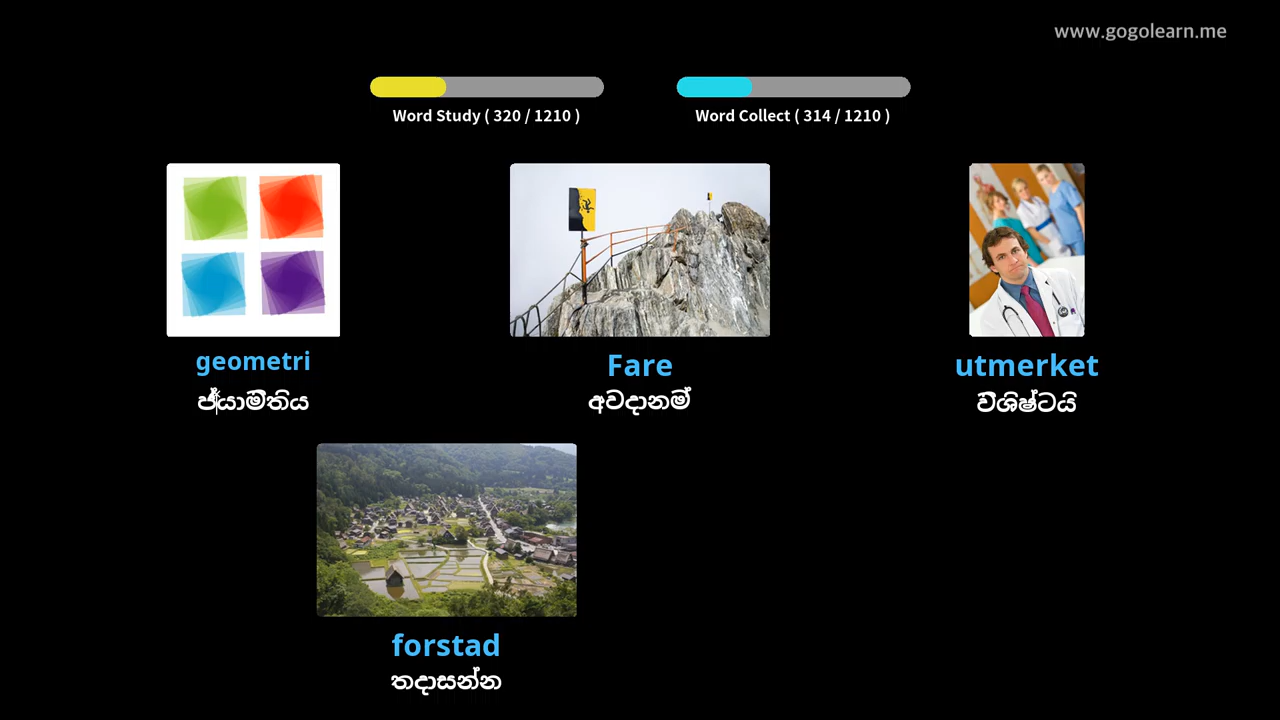 www.gogolearn.me
Word Study ( 320 / 1210 )
Word Collect ( 314 / 1210 )
geometri
ජ්යාමිතිය
Fare
අවදානම්
utmerket
විශිෂ්ටයි
forstad
තදාසන්න